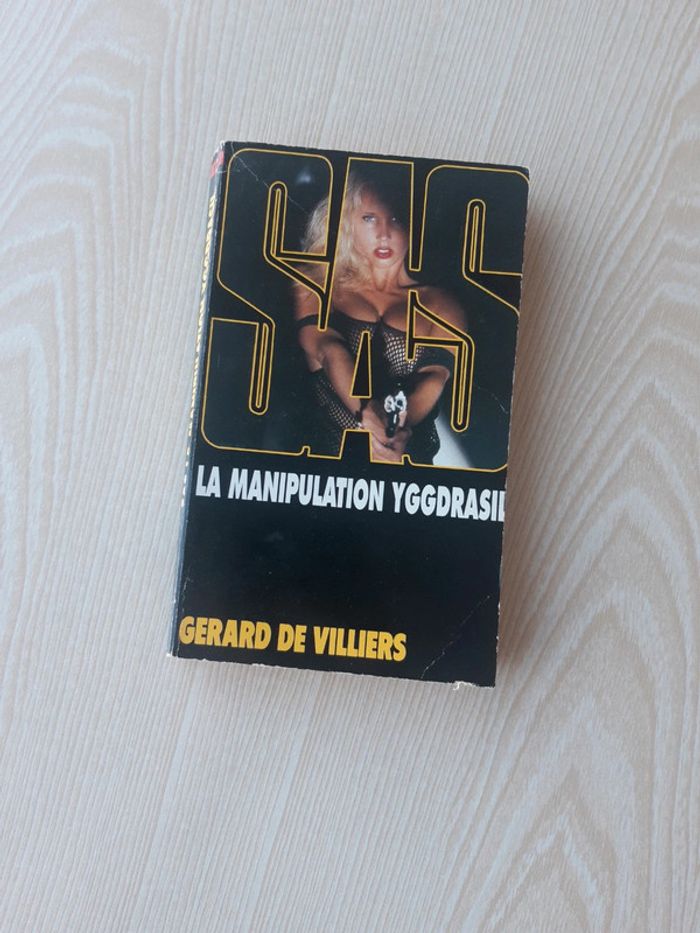 SAS
LA MANIPULATION YGGDRASIL
GERARD DE VILLIERS